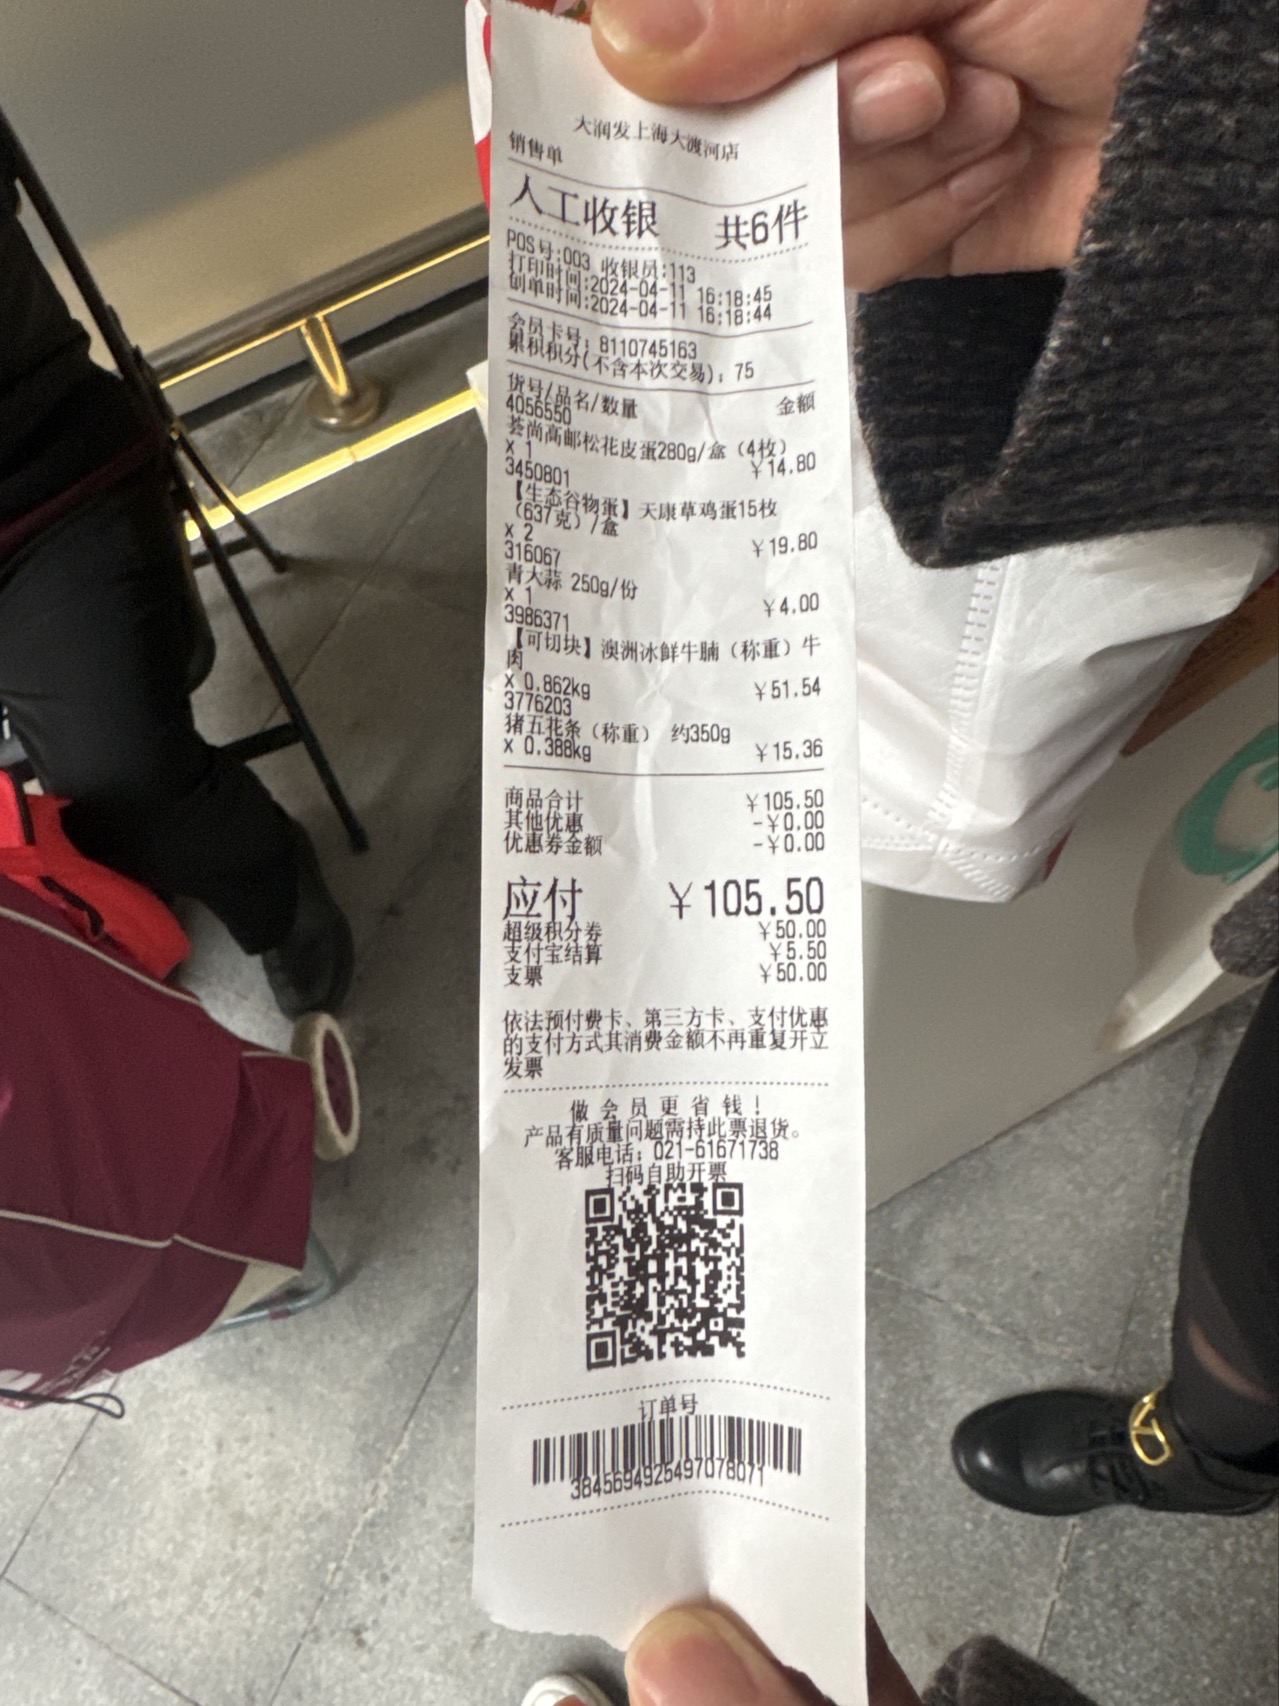 大润发上海大渡河店
销售单
人工收银 共6件
POS号:003 收银员:113
打印时间:2024-04-11 16:18:45
创单时间:2024-04-11 16:18:44
会员卡号: 8110745163
累积积分(不含本次交易): 75
货号/品名/数量 金额
4056550
荟尚高邮松花皮蛋280g/盒（4枚）
x 1 ￥14.80
3450801
【生态谷物蛋】天康草鸡蛋15枚
（637克）/盒
x 2 ￥19.80
316067
青大蒜 250g/份
x 1 ￥4.00
3986371
【可切块】澳洲冰鲜牛腩（称重）牛
肉
x 0.862kg ￥51.54
3776203
猪五花条（称重） 约350g
x 0.388kg ￥15.36
商品合计 ￥105.50
其他优惠 -￥0.00
优惠券金额 -￥0.00
应付 ￥105.50
超级积分券 ￥50.00
支付宝结算 ￥5.50
支票 ￥50.00
依法预付费卡、第三方卡、支付优惠
的支付方式其消费金额不再重复开立
发票
做会员更省钱！
产品有质量问题需持此票退货。
客服电话: 021-61671738
扫码自助开票
订单号
3845694925497078071